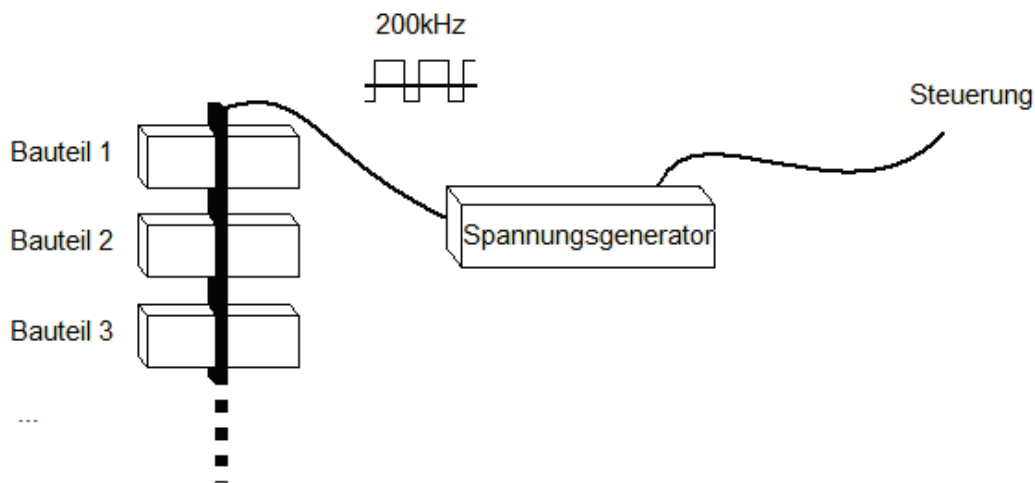 200kHz
Steuerung
Bauteil 1
Spannungsgenerator
Bauteil 2
Bauteil 3
...